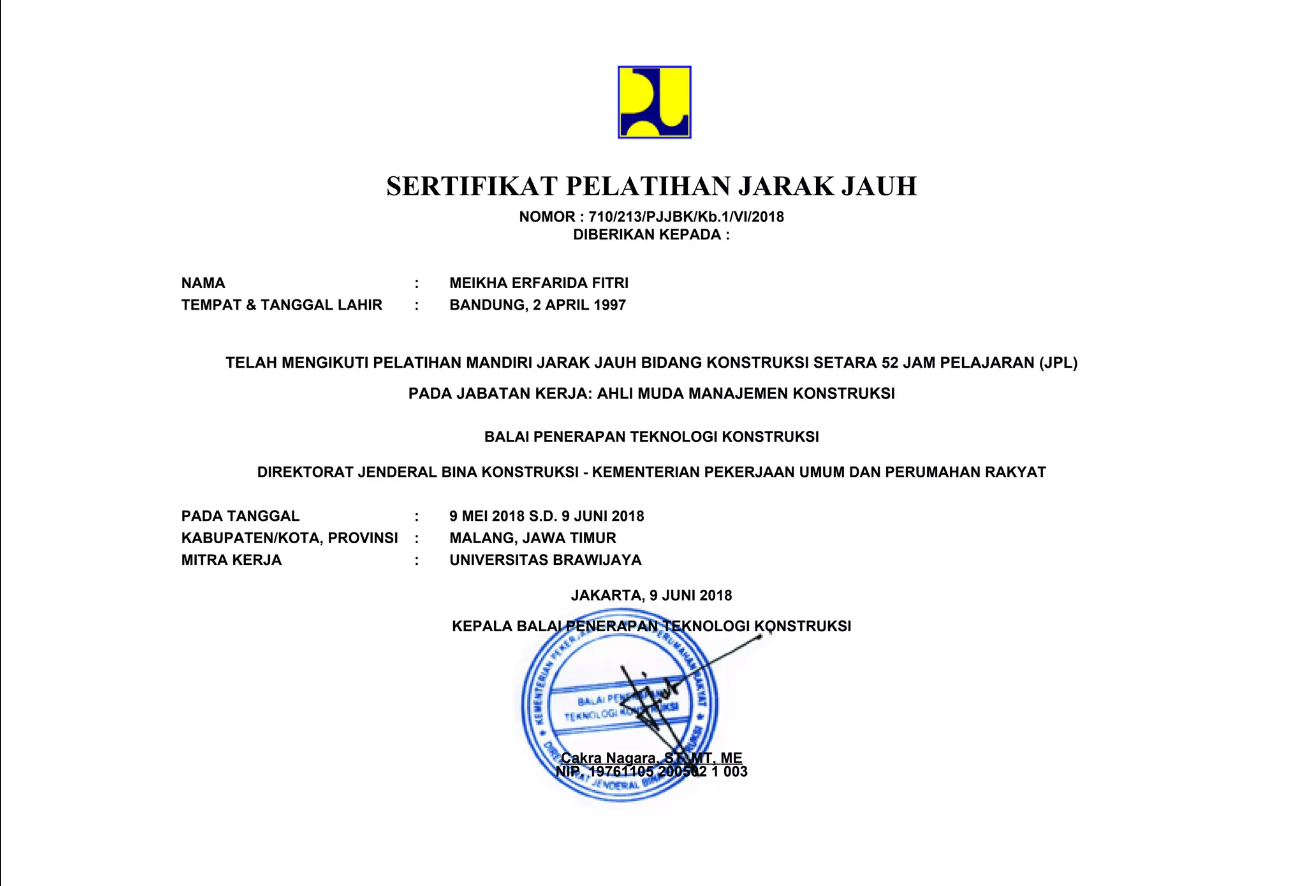 SERTIFIKAT PELATIHAN JARAK JAUH
NOMOR : 710/213/PJJBK/Kb.1/VI/2018
DIBERIKAN KEPADA :
NAMA : MEIKHA ERFARIDA FITRI
TEMPAT & TANGGAL LAHIR : BANDUNG, 2 APRIL 1997
TELAH MENGIKUTI PELATIHAN MANDIRI JARAK JAUH BIDANG KONSTRUKSI SETARA 52 JAM PELAJARAN (JPL)
PADA JABATAN KERJA: AHLI MUDA MANAJEMEN KONSTRUKSI
BALAI PENERAPAN TEKNOLOGI KONSTRUKSI
DIREKTORAT JENDERAL BINA KONSTRUKSI - KEMENTERIAN PEKERJAAN UMUM DAN PERUMAHAN RAKYAT
PADA TANGGAL : 9 MEI 2018 S.D. 9 JUNI 2018
KABUPATEN/KOTA, PROVINSI : MALANG, JAWA TIMUR
MITRA KERJA : UNIVERSITAS BRAWIJAYA
JAKARTA, 9 JUNI 2018
KEPALA BALAI PENERAPAN TEKNOLOGI KONSTRUKSI
KEMENTERIAN PERUMAHAN RAKYAT
BALAI PENERAPAN
TEKNOLOGI KONSTRUKSI
DIREKTORAT JENDERAL BINA KONSTRUKSI
Cakra Nagara, ST, MT, ME
NIP. 19761105 200502 1 003